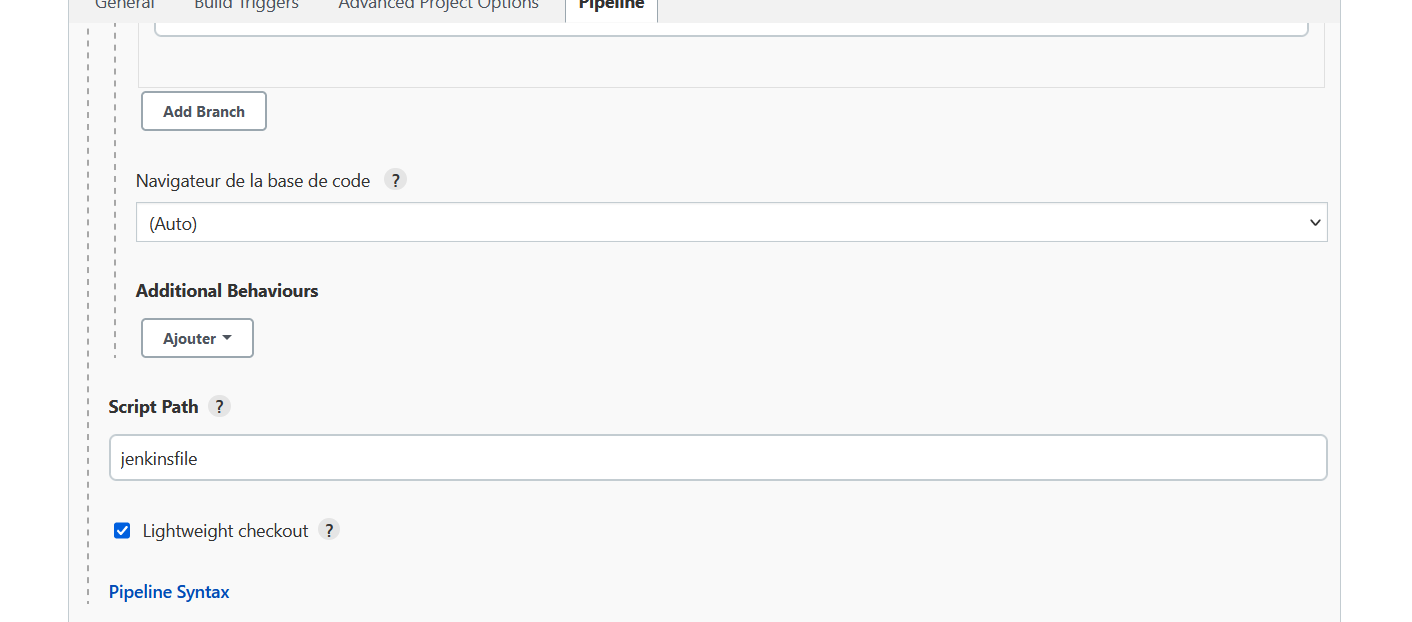 General Build Triggers Advanced Project Options Pipeline
Add Branch
Navigateur de la base de code ?
(Auto)
Additional Behaviours
Ajouter
Script Path ?
jenkinsfile
Lightweight checkout ?
Pipeline Syntax